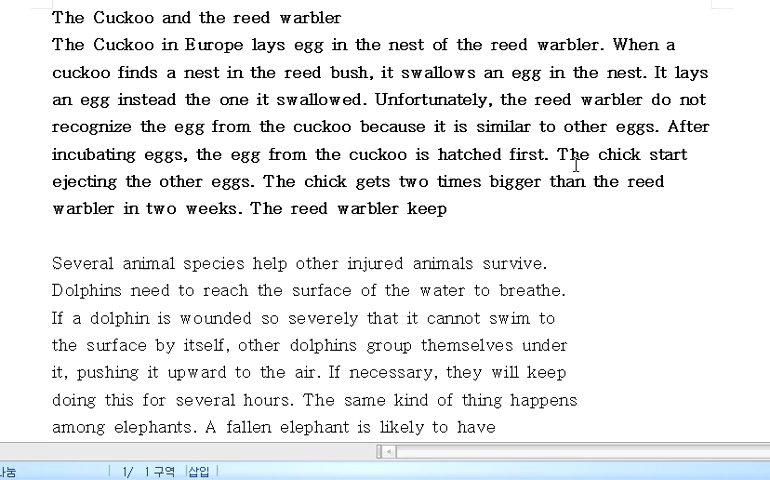 The Cuckoo and the reed warbler
The Cuckoo in Europe lays egg in the nest of the reed warbler. When a
cuckoo finds a nest in the reed bush, it swallows an egg in the nest. It lays
an egg instead the one it swallowed. Unfortunately, the reed warbler do not
recognize the egg from the cuckoo because it is similar to other eggs. After
incubating eggs, the egg from the cuckoo is hatched first. The chick start
ejecting the other eggs. The chick gets two times bigger than the reed
warbler in two weeks. The reed warbler keep
Several animal species help other injured animals survive.
Dolphins need to reach the surface of the water to breathe.
If a dolphin is wounded so severely that it cannot swim to
the surface by itself, other dolphins group themselves under
it, pushing it upward to the air. If necessary, they will keep
doing this for several hours. The same kind of thing happens
among elephants. A fallen elephant is likely to have
나눔 1/ 1 구역 삽입